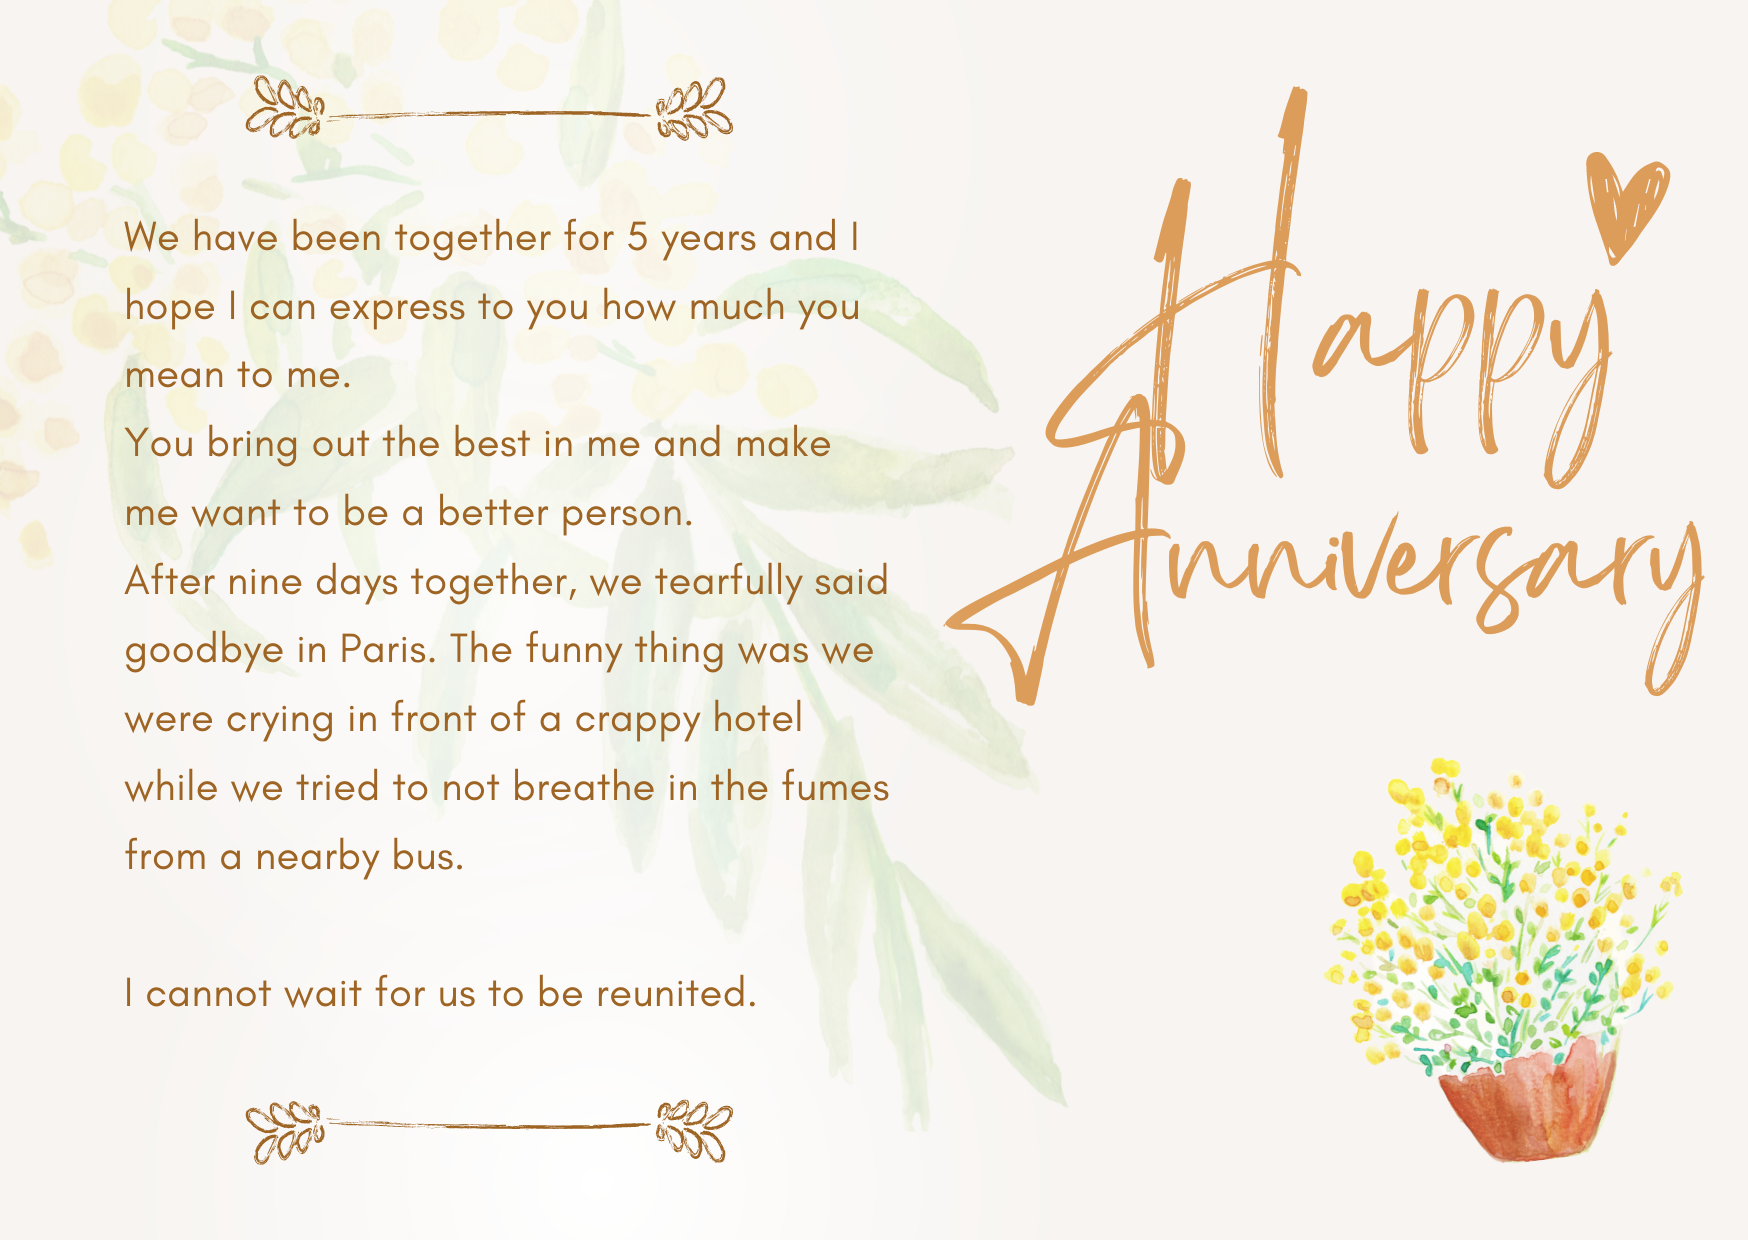 We have been together for 5 years and I
hope I can express to you how much you
mean to me.
You bring out the best in me and make
me want to be a better person.
After nine days together, we tearfully said
goodbye in Paris. The funny thing was we
were crying in front of a crappy hotel
while we tried to not breathe in the fumes
from a nearby bus.
I cannot wait for us to be reunited.
Happy
Anniversary